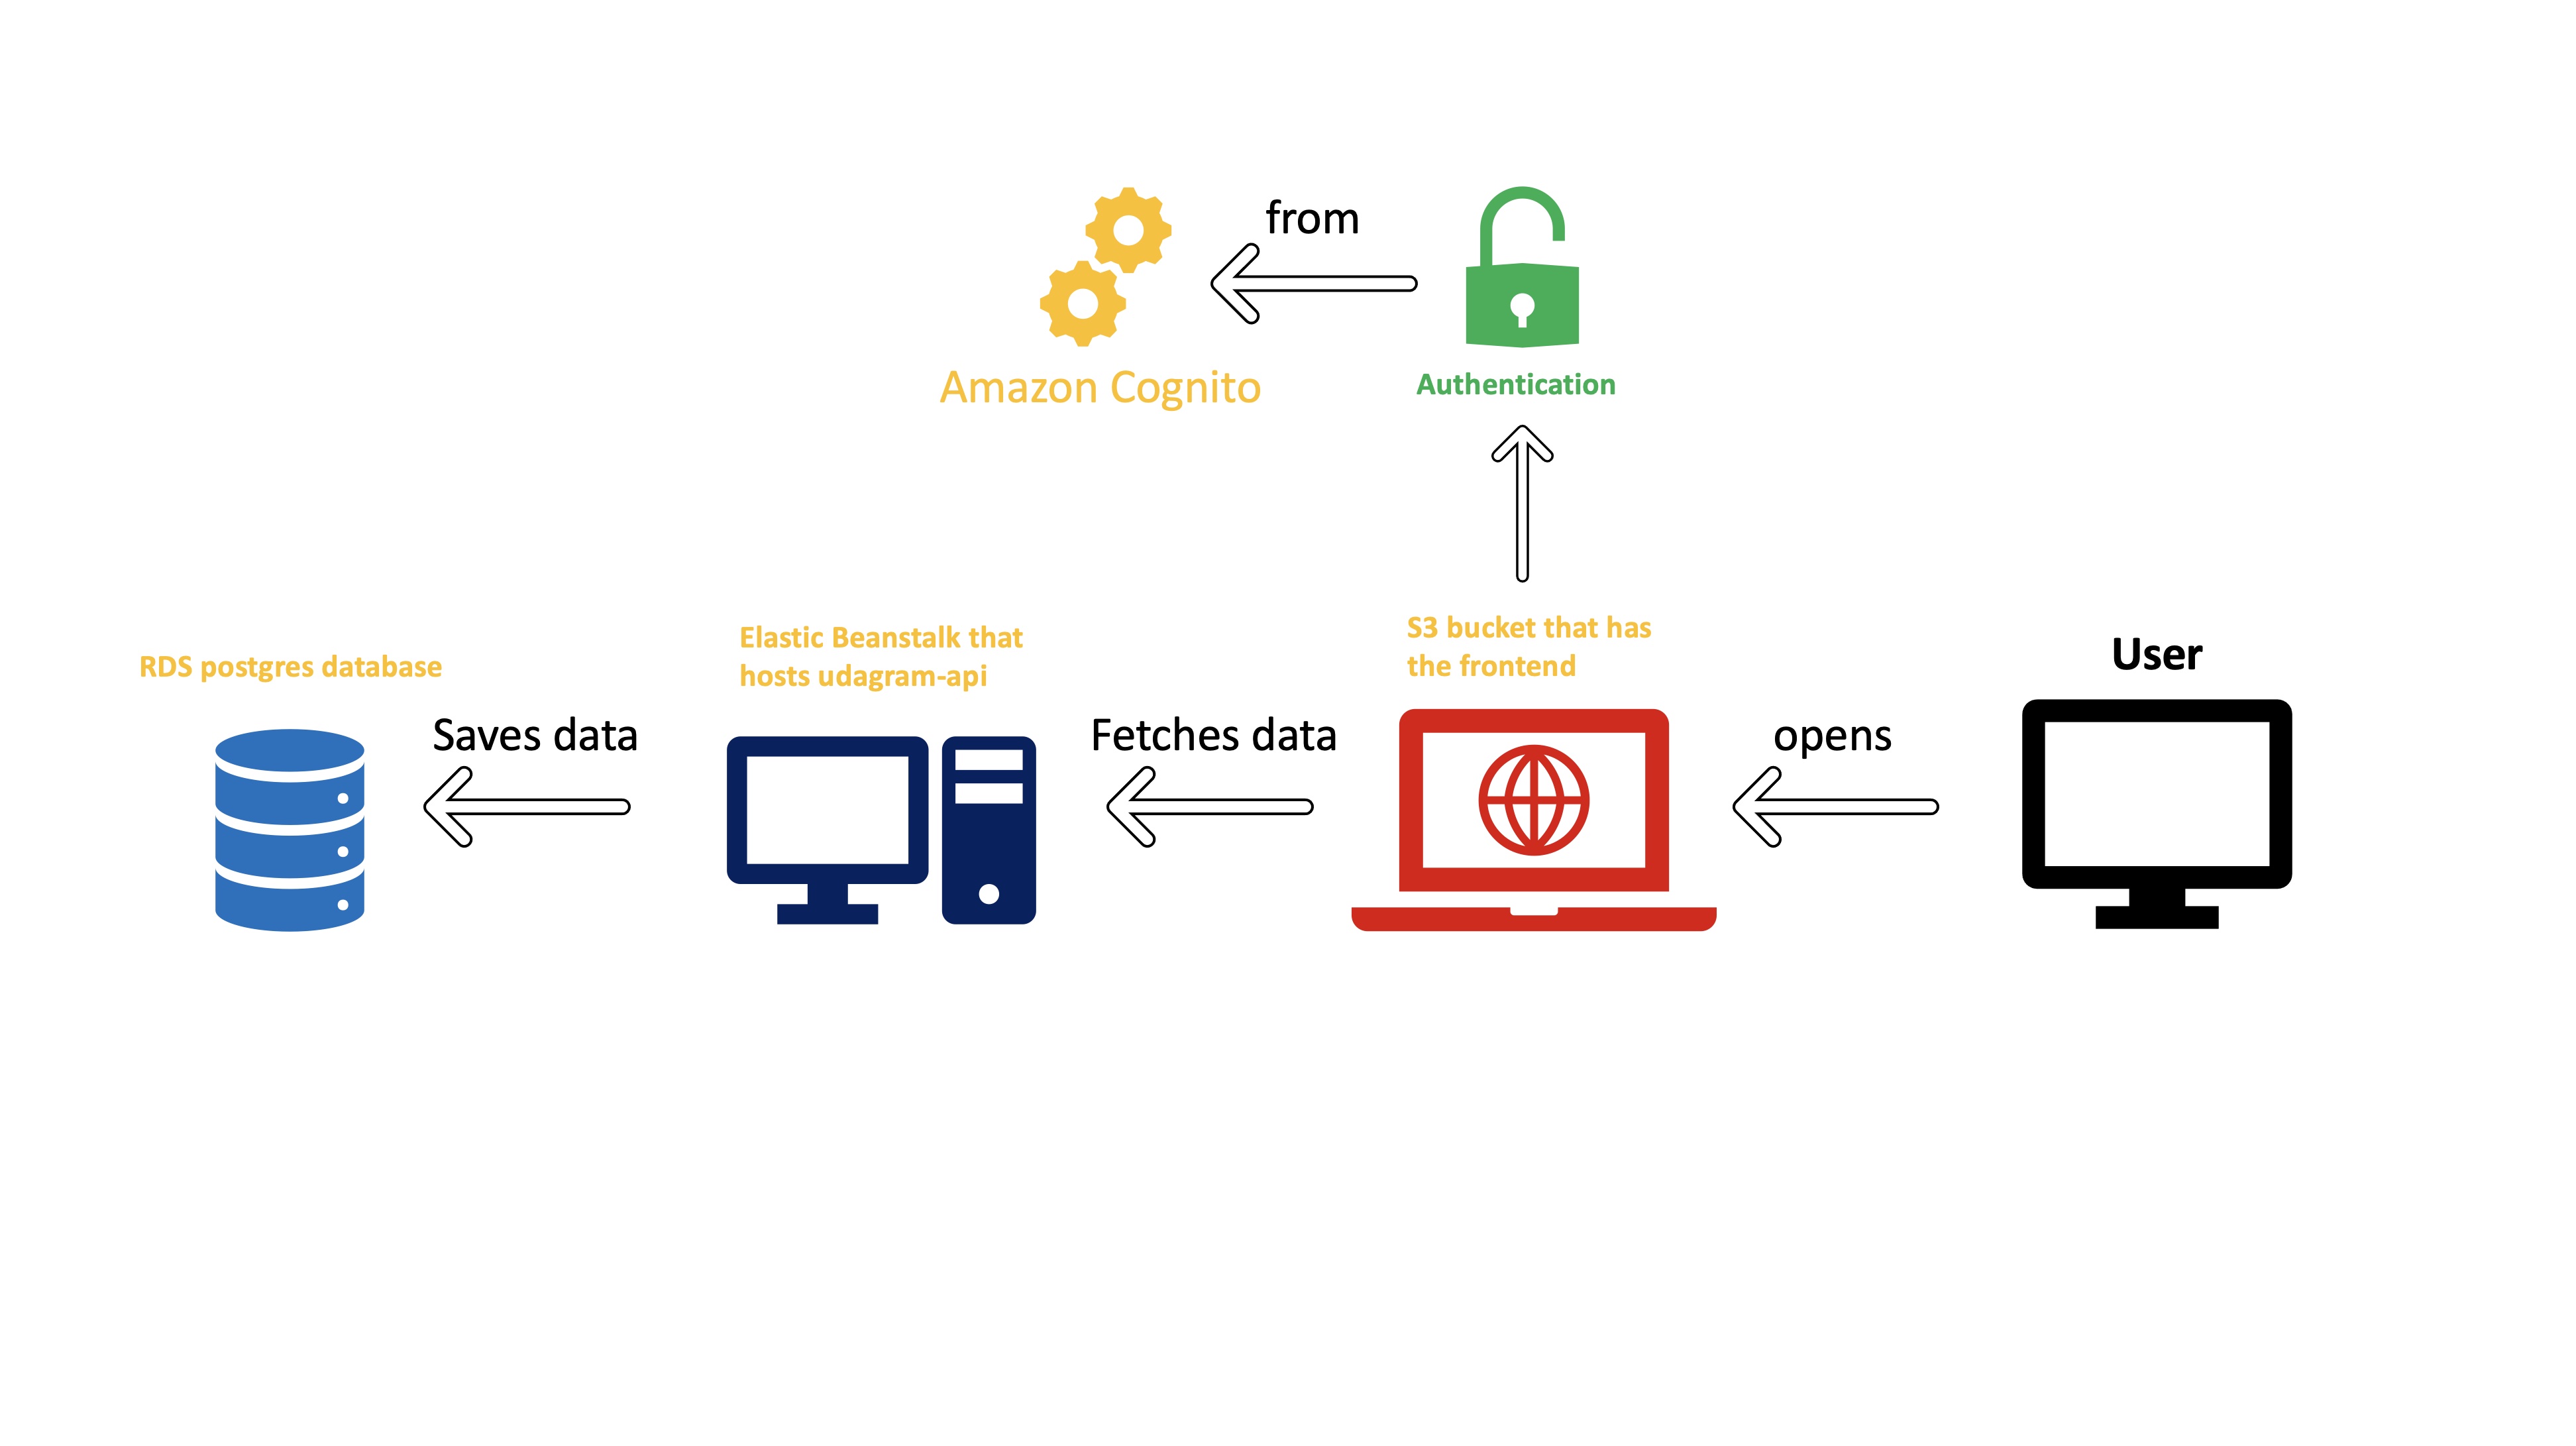 from
Amazon Cognito
Authentication
RDS postgres database
Elastic Beanstalk that
hosts udagram-api
S3 bucket that has
the frontend
User
Saves data
Fetches data
opens